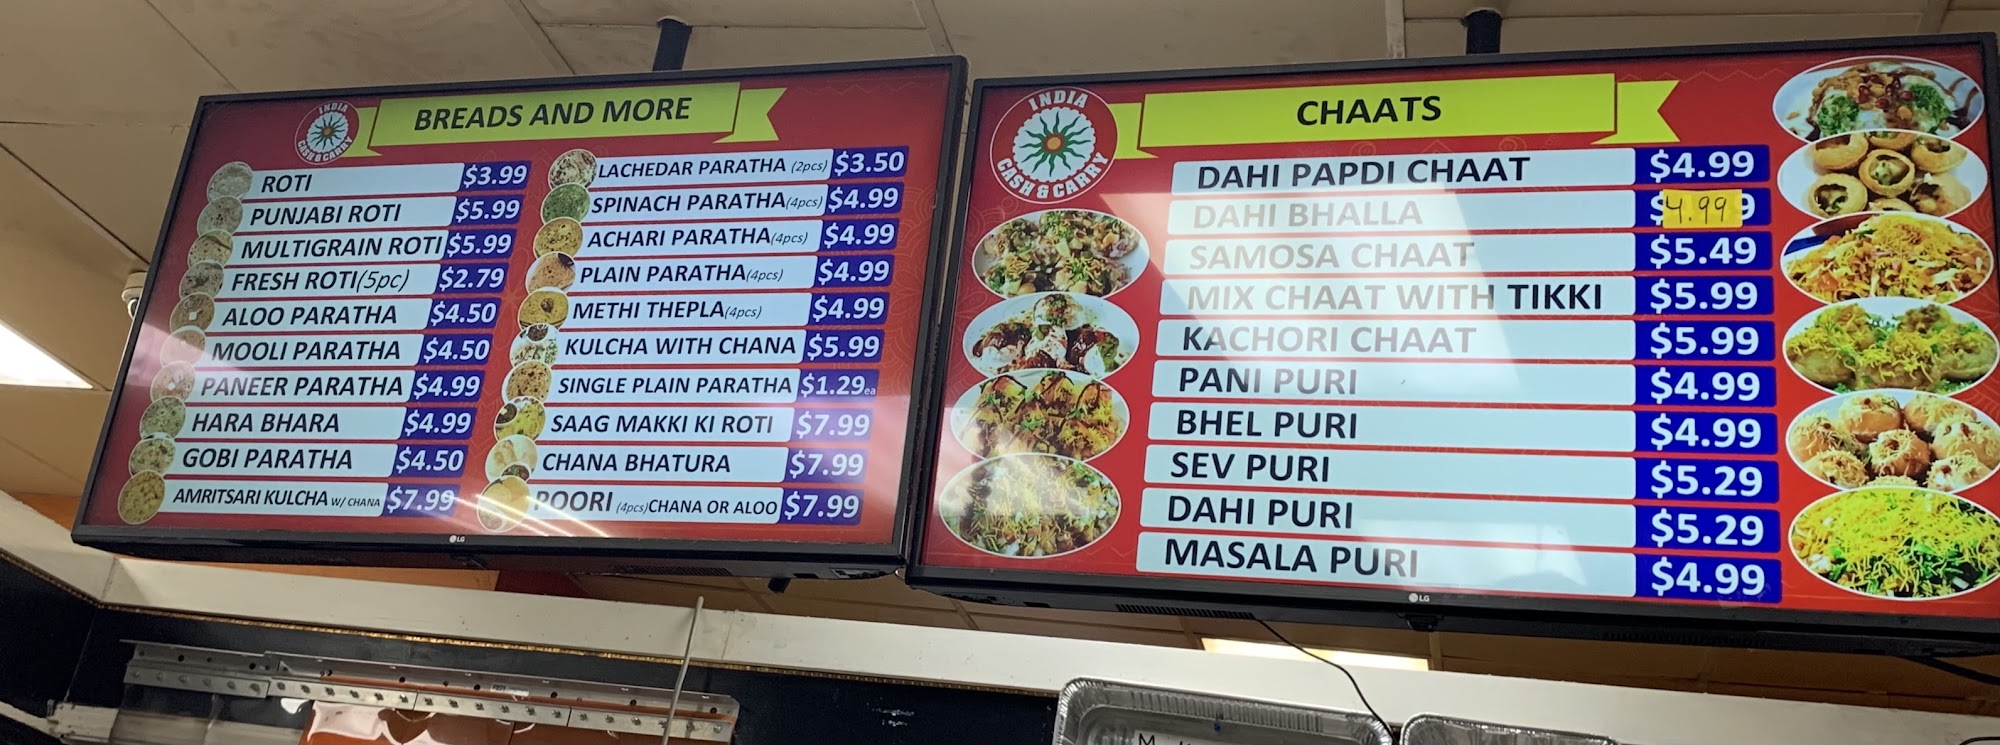 INDIA
CASH & CARRY
BREADS AND MORE
ROTI $3.99
PUNJABI ROTI $5.99
MULTIGRAIN ROTI $5.99
FRESH ROTI(5pc) $2.79
ALOO PARATHA $4.50
MOOLI PARATHA $4.50
PANEER PARATHA $4.99
HARA BHARA $4.99
GOBI PARATHA $4.50
AMRITSARI KULCHA W/ CHANA $7.99
LACHEDAR PARATHA (2pcs) $3.50
SPINACH PARATHA(4pcs) $4.99
ACHARI PARATHA(4pcs) $4.99
PLAIN PARATHA(4pcs) $4.99
METHI THEPLA(4pcs) $4.99
KULCHA WITH CHANA $5.99
SINGLE PLAIN PARATHA $1.29ea
SAAG MAKKI KI ROTI $7.99
CHANA BHATURA $7.99
POORI (4pcs)CHANA OR ALOO $7.99
LG
INDIA
CASH & CARRY
CHAATS
DAHI PAPDI CHAAT $4.99
DAHI BHALLA $4.99
SAMOSA CHAAT $5.49
MIX CHAAT WITH TIKKI $5.99
KACHORI CHAAT $5.99
PANI PURI $4.99
BHEL PURI $4.99
SEV PURI $5.29
DAHI PURI $5.29
MASALA PURI $4.99
LG